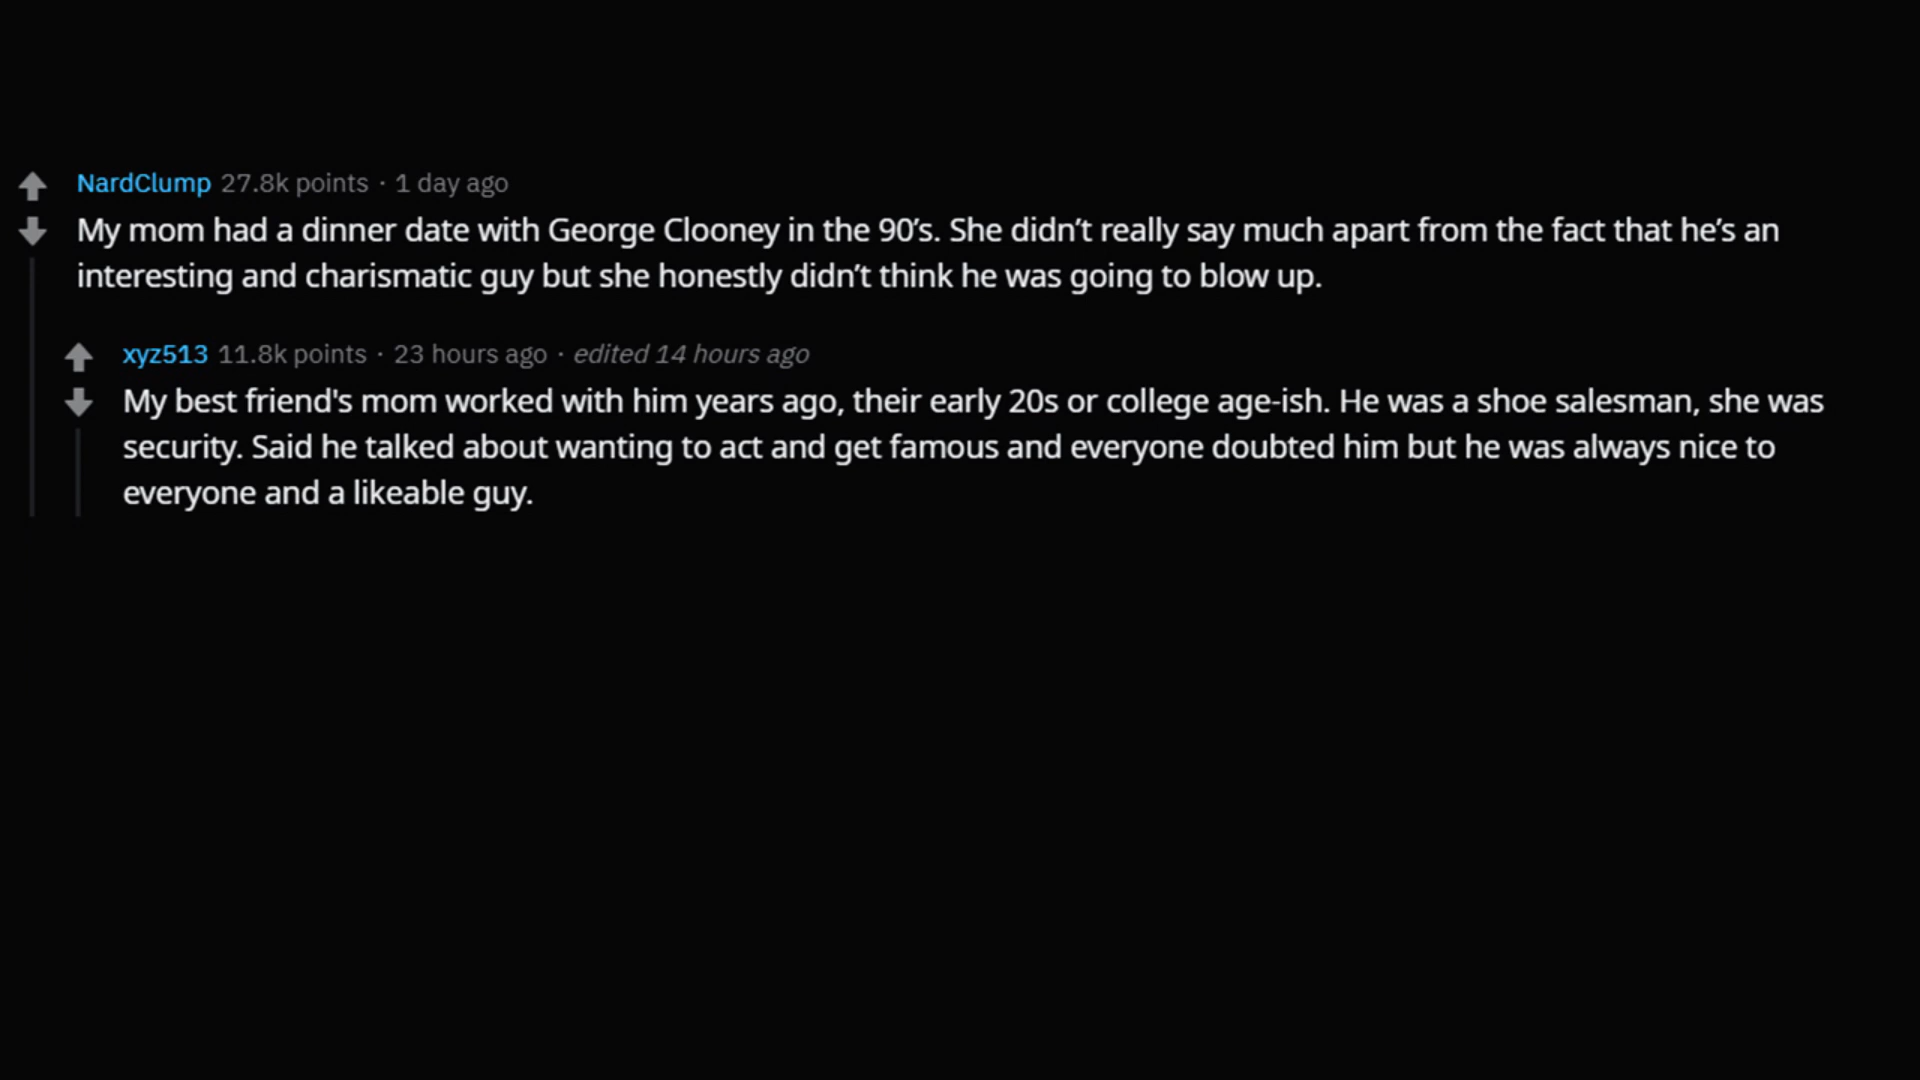 NardClump 27.8k points · 1 day ago
My mom had a dinner date with George Clooney in the 90’s. She didn’t really say much apart from the fact that he’s an
interesting and charismatic guy but she honestly didn’t think he was going to blow up.
xyz513 11.8k points · 23 hours ago · edited 14 hours ago
My best friend's mom worked with him years ago, their early 20s or college age-ish. He was a shoe salesman, she was
security. Said he talked about wanting to act and get famous and everyone doubted him but he was always nice to
everyone and a likeable guy.